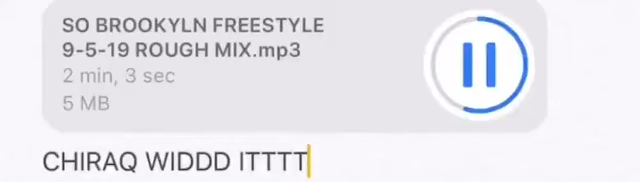 SO BROOKYLN FREESTYLE
9-5-19 ROUGH MIX.mp3
2 min, 3 sec
5 MB
CHIRAQ WIDDD ITTTT